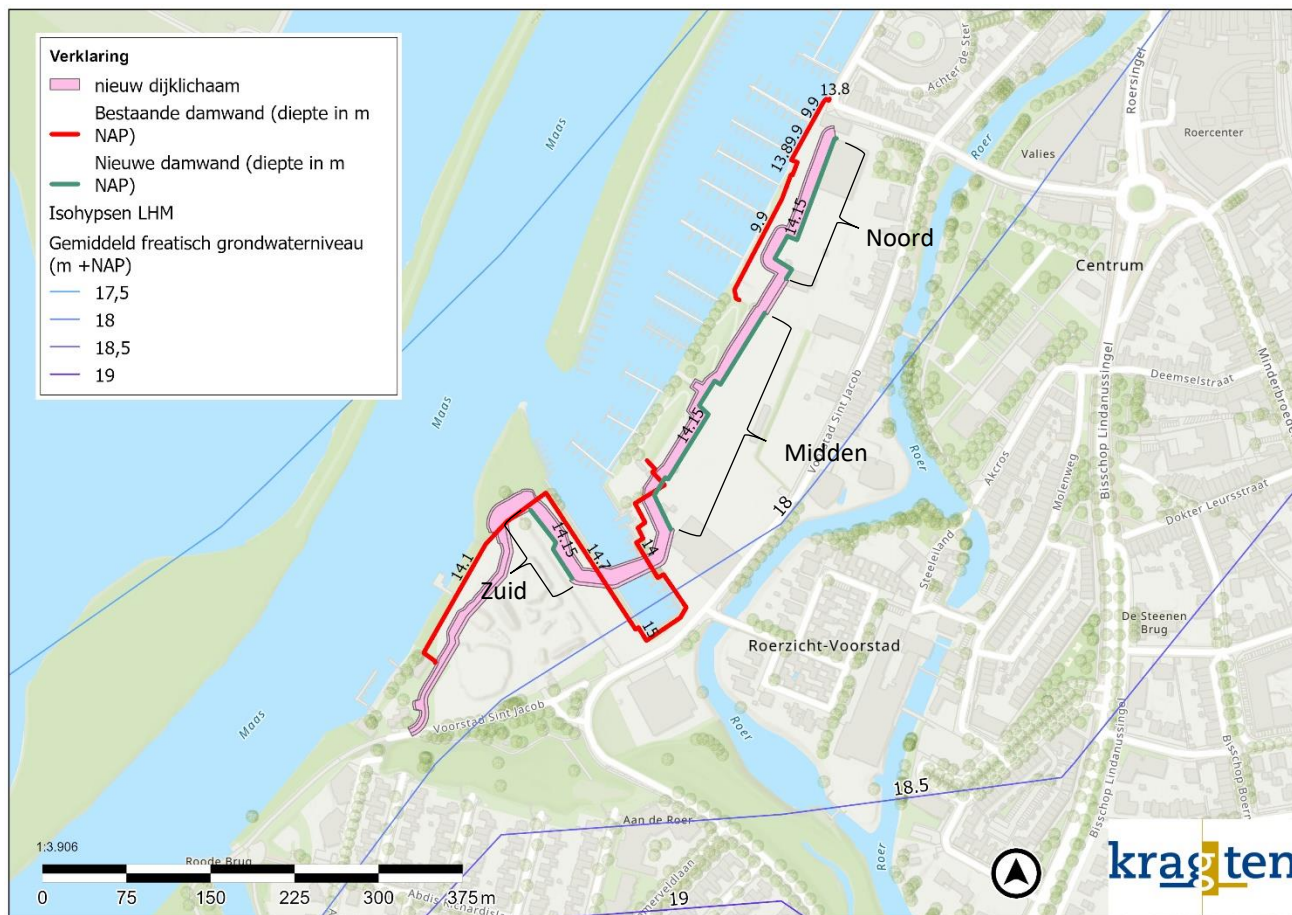 Verklaring
nieuw dijklichaam
Bestaande damwand (diepte in m
NAP)
Nieuwe damwand (diepte in m
NAP)
Isohypsen LHM
Gemiddeld freatisch grondwaterniveau
(m +NAP)
17,5
18
18,5
19
Maas
Maas
Maas
Maas
13.8
9.9
9.9
13.8
9.9
14.15
Noord
14.15
Midden
14
14.15
14.7
14.1
Zuid
15
18
18.5
19
Achter de Ster
Roer
Roersingel
Roercenter
Valies
Centrum
Deemselstraat
Voorstad Sint Jacob
Roer
Akcros
Molenweg
Bisschop Lindanussingel
Dokter Leursstraat
Steeleiland
De Steenen
Brug
Roerzicht-Voorstad
Voorstad Sint Jacob
Roer
Bisschop Lindanussingel
Aan de Roer
Roer
Roode Brug
1:3.906
0 75 150 225 300 375 m
kragten